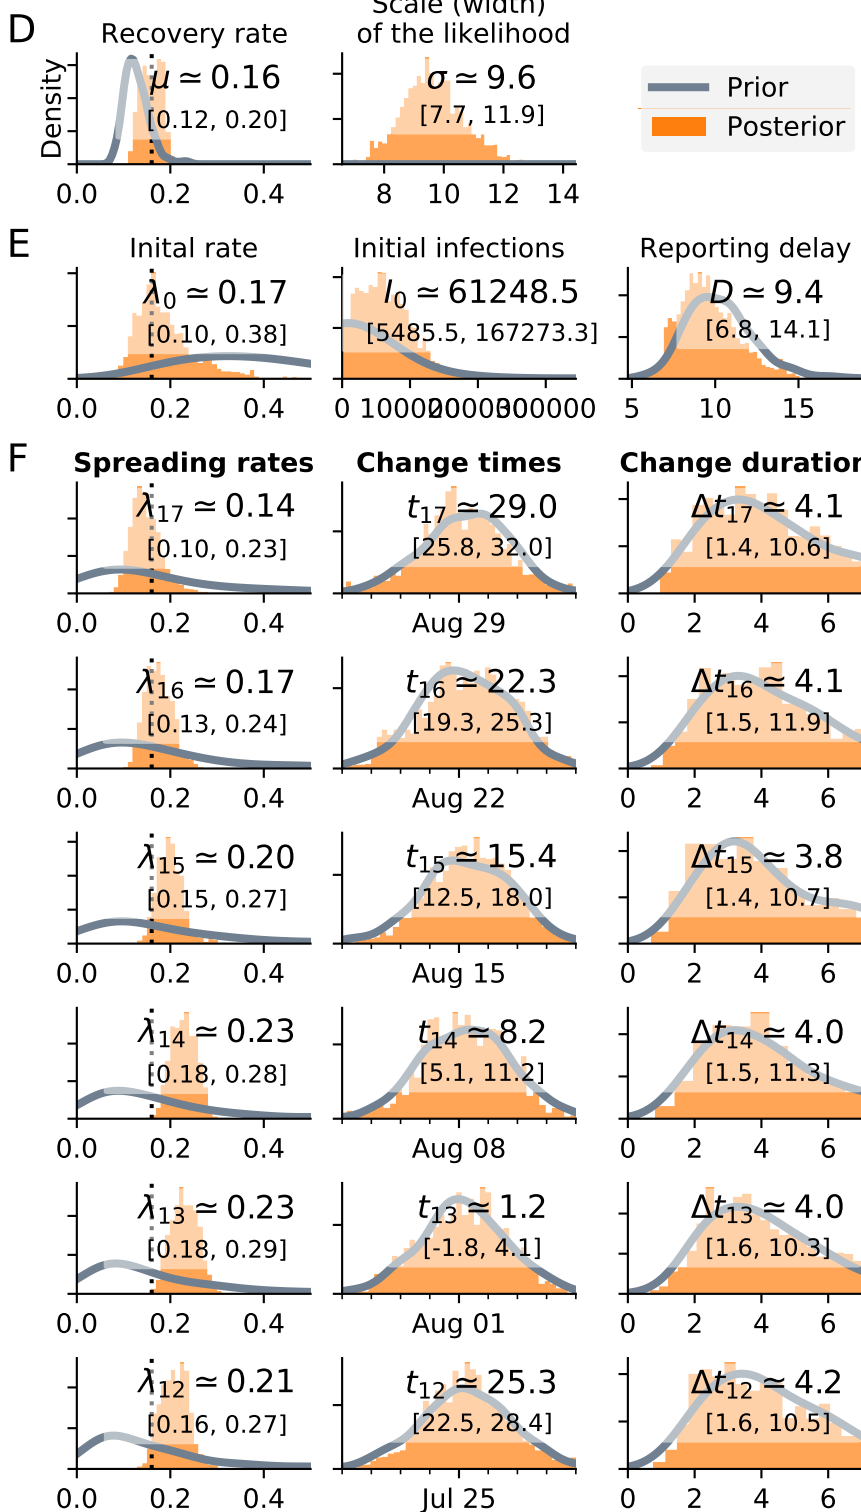 D
Scale (width)
Recovery rate
of the likelihood
Density
μ ≃ 0.16
[0.12, 0.20]
0.0 0.2 0.4
σ ≃ 9.6
[7.7, 11.9]
8 10 12 14
Prior
Posterior
E
Inital rate
λ0 ≃ 0.17
[0.10, 0.38]
0.0 0.2 0.4
Initial infections
I0 ≃ 61248.5
[5485.5, 167273.3]
0 100000 200000 300000
Reporting delay
D ≃ 9.4
[6.8, 14.1]
5 10 15
F
Spreading rates Change times Change duration
λ17 ≃ 0.14
[0.10, 0.23]
0.0 0.2 0.4
t17 ≃ 29.0
[25.8, 32.0]
Aug 29
Δt17 ≃ 4.1
[1.4, 10.6]
0 2 4 6
λ16 ≃ 0.17
[0.13, 0.24]
0.0 0.2 0.4
t16 ≃ 22.3
[19.3, 25.3]
Aug 22
Δt16 ≃ 4.1
[1.5, 11.9]
0 2 4 6
λ15 ≃ 0.20
[0.15, 0.27]
0.0 0.2 0.4
t15 ≃ 15.4
[12.5, 18.0]
Aug 15
Δt15 ≃ 3.8
[1.4, 10.7]
0 2 4 6
λ14 ≃ 0.23
[0.18, 0.28]
0.0 0.2 0.4
t14 ≃ 8.2
[5.1, 11.2]
Aug 08
Δt14 ≃ 4.0
[1.5, 11.3]
0 2 4 6
λ13 ≃ 0.23
[0.18, 0.29]
0.0 0.2 0.4
t13 ≃ 1.2
[-1.8, 4.1]
Aug 01
Δt13 ≃ 4.0
[1.6, 10.3]
0 2 4 6
λ12 ≃ 0.21
[0.16, 0.27]
0.0 0.2 0.4
t12 ≃ 25.3
[22.5, 28.4]
Jul 25
Δt12 ≃ 4.2
[1.6, 10.5]
0 2 4 6